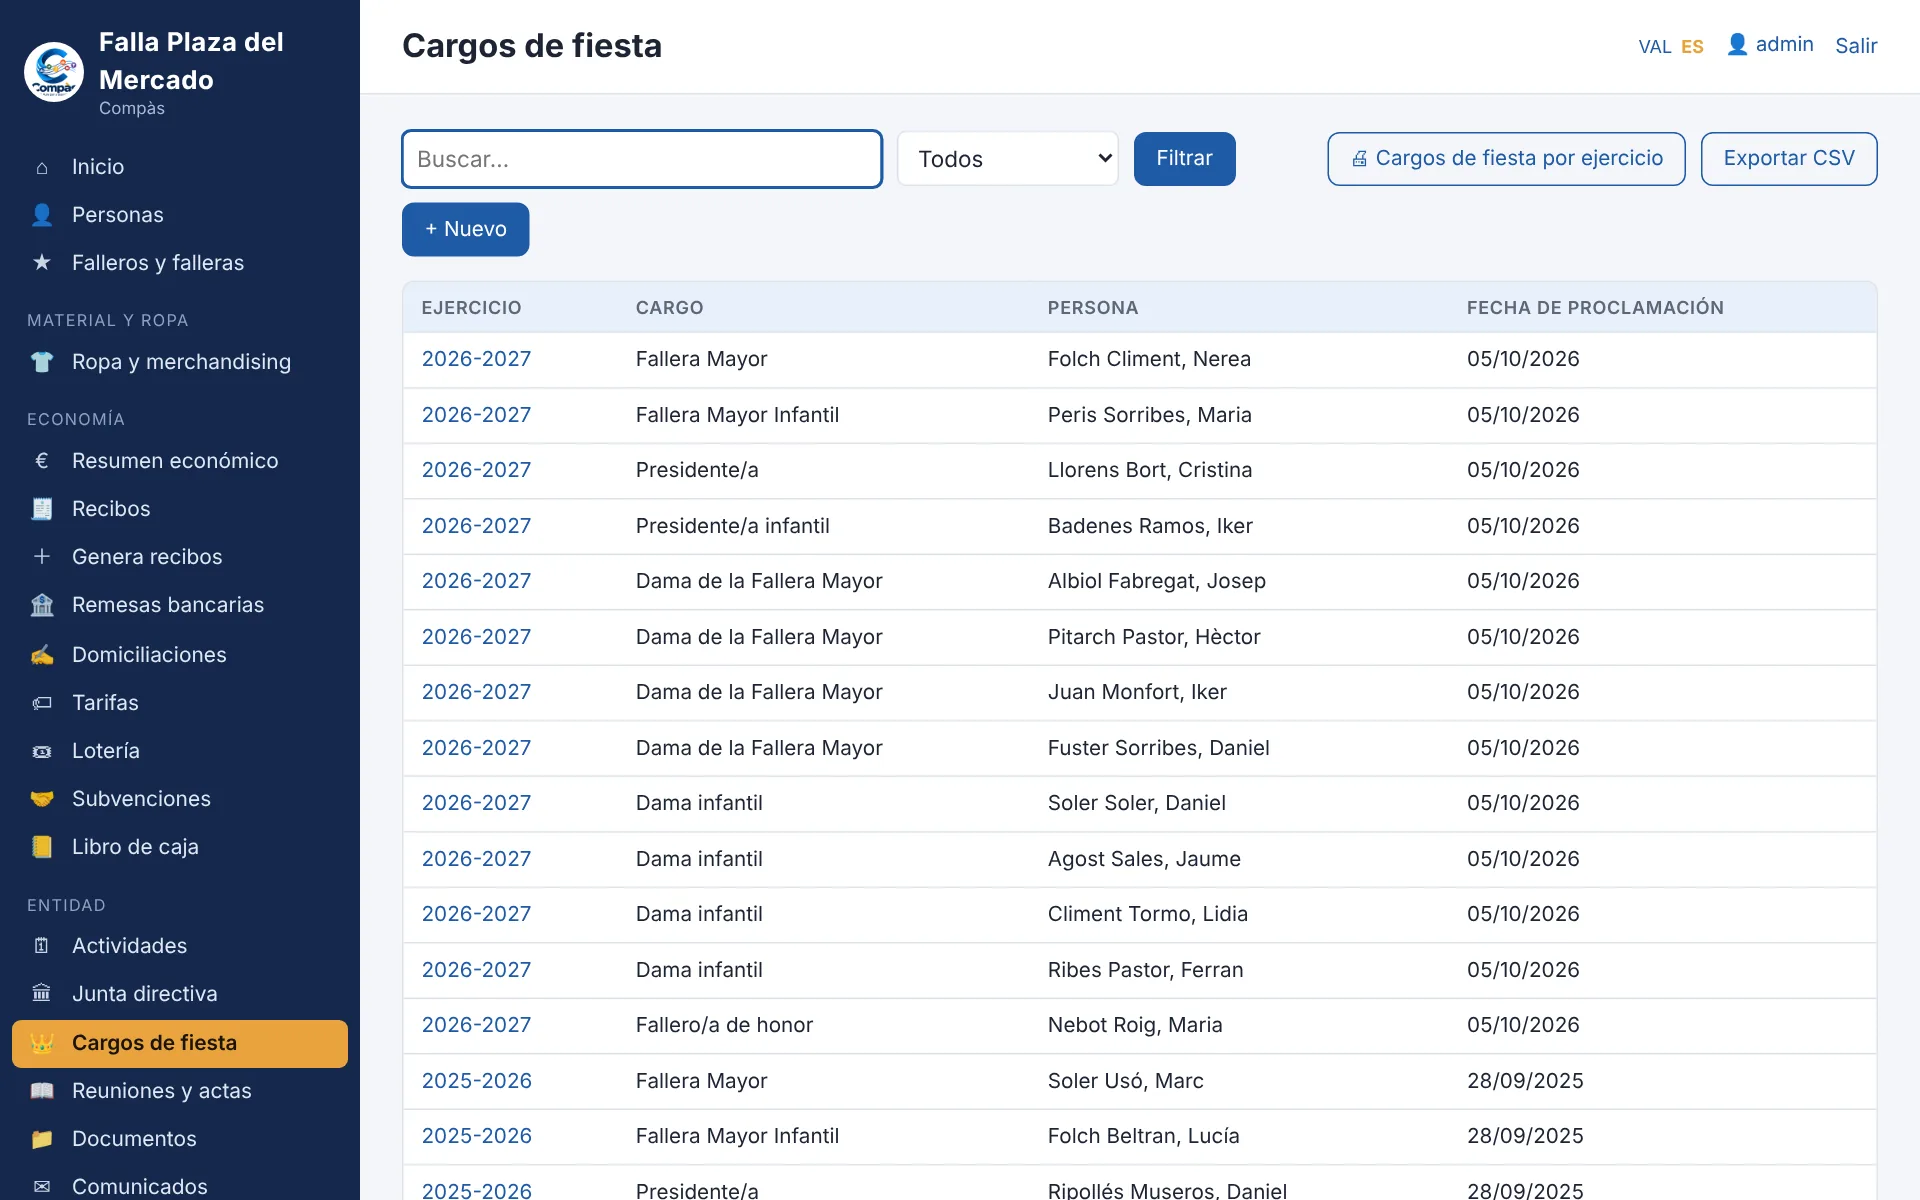 Falla Plaza del
Mercado
Compàs
Compàs
Inicio
Personas
Falleros y falleras
MATERIAL Y ROPA
Ropa y merchandising
ECONOMÍA
€ Resumen económico
Recibos
Genera recibos
Remesas bancarias
Domiciliaciones
Tarifas
Lotería
Subvenciones
Libro de caja
ENTIDAD
Actividades
Junta directiva
Cargos de fiesta
Reuniones y actas
Documentos
Comunicados
Cargos de fiesta
VAL ES admin Salir
Buscar... Todos Filtrar Cargos de fiesta por ejercicio Exportar CSV
+ Nuevo
EJERCICIO CARGO PERSONA FECHA DE PROCLAMACIÓN
2026-2027 Fallera Mayor Folch Climent, Nerea 05/10/2026
2026-2027 Fallera Mayor Infantil Peris Sorribes, Maria 05/10/2026
2026-2027 Presidente/a Llorens Bort, Cristina 05/10/2026
2026-2027 Presidente/a infantil Badenes Ramos, Iker 05/10/2026
2026-2027 Dama de la Fallera Mayor Albiol Fabregat, Josep 05/10/2026
2026-2027 Dama de la Fallera Mayor Pitarch Pastor, Hèctor 05/10/2026
2026-2027 Dama de la Fallera Mayor Juan Monfort, Iker 05/10/2026
2026-2027 Dama de la Fallera Mayor Fuster Sorribes, Daniel 05/10/2026
2026-2027 Dama infantil Soler Soler, Daniel 05/10/2026
2026-2027 Dama infantil Agost Sales, Jaume 05/10/2026
2026-2027 Dama infantil Climent Tormo, Lidia 05/10/2026
2026-2027 Dama infantil Ribes Pastor, Ferran 05/10/2026
2026-2027 Fallero/a de honor Nebot Roig, Maria 05/10/2026
2025-2026 Fallera Mayor Soler Usó, Marc 28/09/2025
2025-2026 Fallera Mayor Infantil Folch Beltran, Lucía 28/09/2025
2025-2026 Presidente/a Ripollés Museros, Daniel 28/09/2025